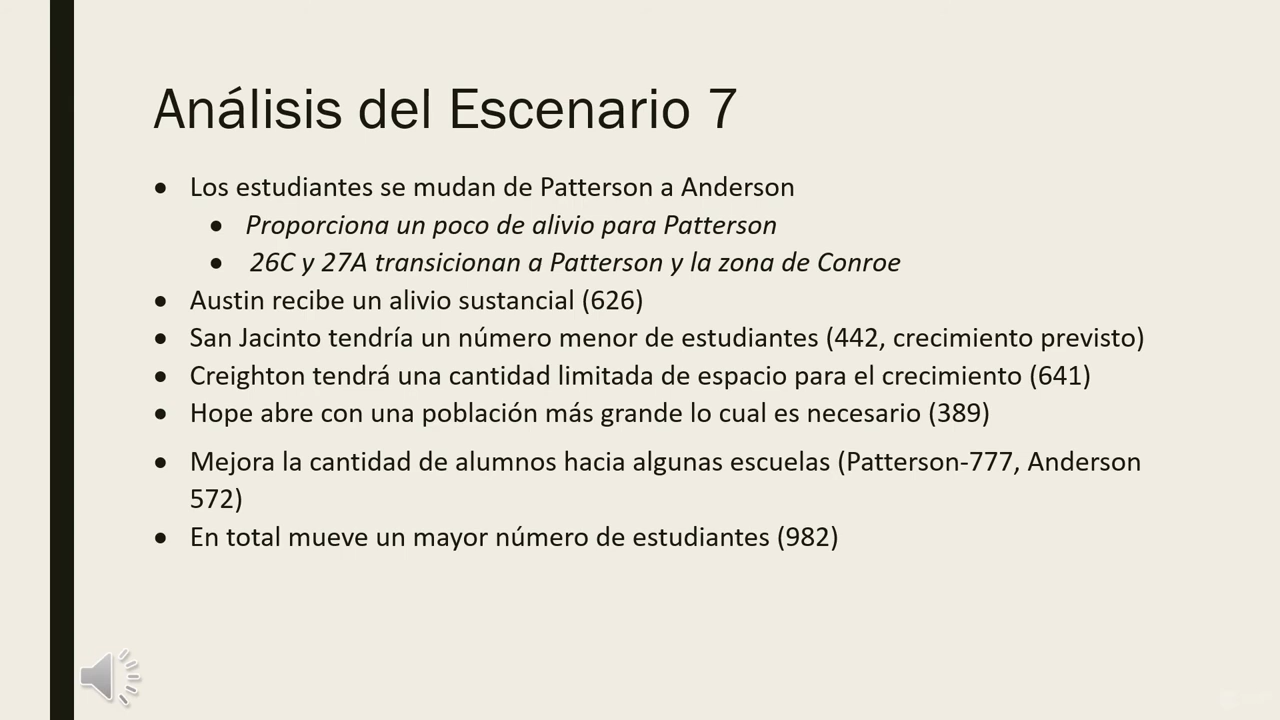 Análisis del Escenario 7
• Los estudiantes se mudan de Patterson a Anderson
• Proporciona un poco de alivio para Patterson
• 26C y 27A transicionan a Patterson y la zona de Conroe
• Austin recibe un alivio sustancial (626)
• San Jacinto tendría un número menor de estudiantes (442, crecimiento previsto)
• Creighton tendrá una cantidad limitada de espacio para el crecimiento (641)
• Hope abre con una población más grande lo cual es necesario (389)
• Mejora la cantidad de alumnos hacia algunas escuelas (Patterson-777, Anderson
572)
• En total mueve un mayor número de estudiantes (982)